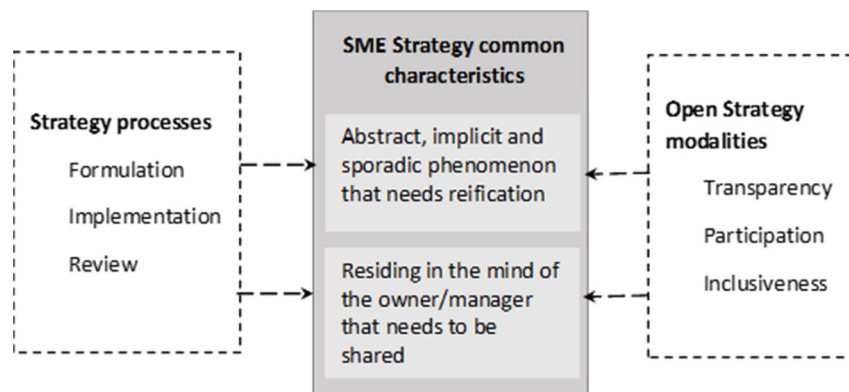 Strategy processes
Formulation
Implementation
Review
SME Strategy common
characteristics
Abstract, implicit and
sporadic phenomenon
that needs reification
Residing in the mind of
the owner/manager
that needs to be
shared
Open Strategy
modalities
Transparency
Participation
Inclusiveness